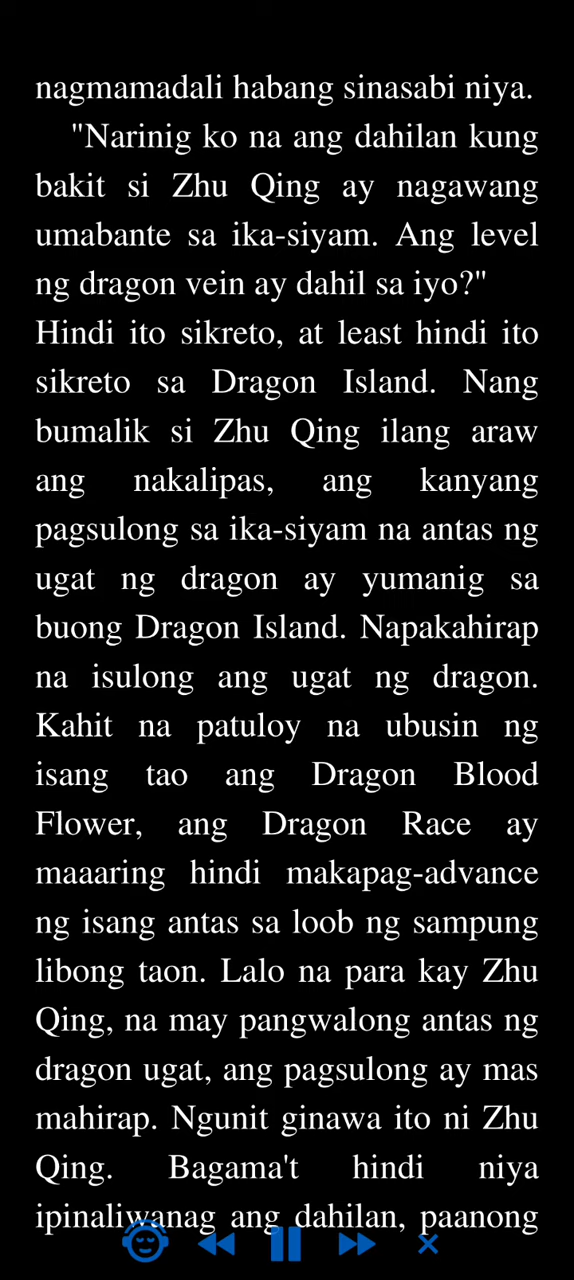 nagmamadali habang sinasabi niya.
"Narinig ko na ang dahilan kung
bakit si Zhu Qing ay nagawang
umabante sa ika-siyam. Ang level
ng dragon vein ay dahil sa iyo?"
Hindi ito sikreto, at least hindi ito
sikreto sa Dragon Island. Nang
bumalik si Zhu Qing ilang araw
ang nakalipas, ang kanyang
pagsulong sa ika-siyam na antas ng
ugat ng dragon ay yumanig sa
buong Dragon Island. Napakahirap
na isulong ang ugat ng dragon.
Kahit na patuloy na ubusin ng
isang tao ang Dragon Blood
Flower, ang Dragon Race ay
maaaring hindi makapag-advance
ng isang antas sa loob ng sampung
libong taon. Lalo na para kay Zhu
Qing, na may pangwalong antas ng
dragon ugat, ang pagsulong ay mas
mahirap. Ngunit ginawa ito ni Zhu
Qing. Bagama't hindi niya
ipinaliwanag ang dahilan, paanong